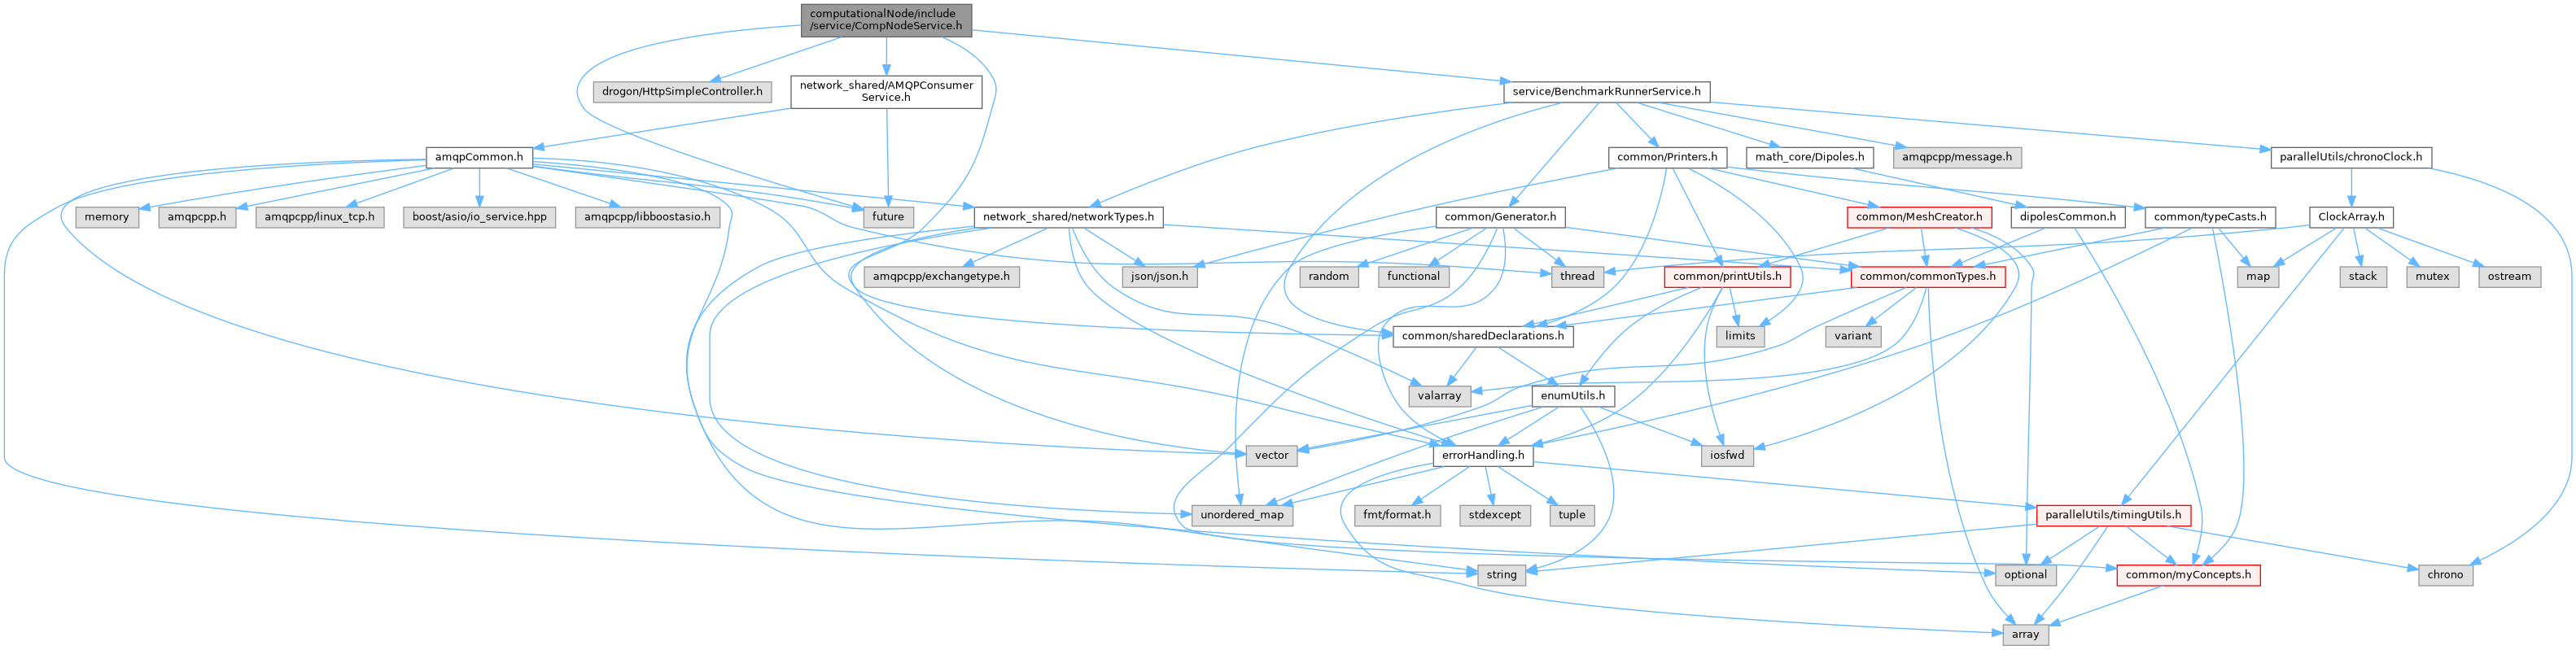 computationalNode/include
/service/CompNodeService.h
drogon/HttpSimpleController.h
network_shared/AMQPConsumer
Service.h
service/BenchmarkRunnerService.h
amqpCommon.h
common/Printers.h
math_core/Dipoles.h
amqpcpp/message.h
parallelUtils/chronoClock.h
memory
amqpcpp.h
amqpcpp/linux_tcp.h
boost/asio/io_service.hpp
amqpcpp/libboostasio.h
future
network_shared/networkTypes.h
common/Generator.h
common/MeshCreator.h
dipolesCommon.h
common/typeCasts.h
ClockArray.h
amqpcpp/exchangetype.h
json/json.h
random
functional
thread
common/printUtils.h
common/commonTypes.h
map
stack
mutex
ostream
common/sharedDeclarations.h
limits
variant
valarray
enumUtils.h
vector
errorHandling.h
iosfwd
unordered_map
fmt/format.h
stdexcept
tuple
parallelUtils/timingUtils.h
string
optional
common/myConcepts.h
chrono
array